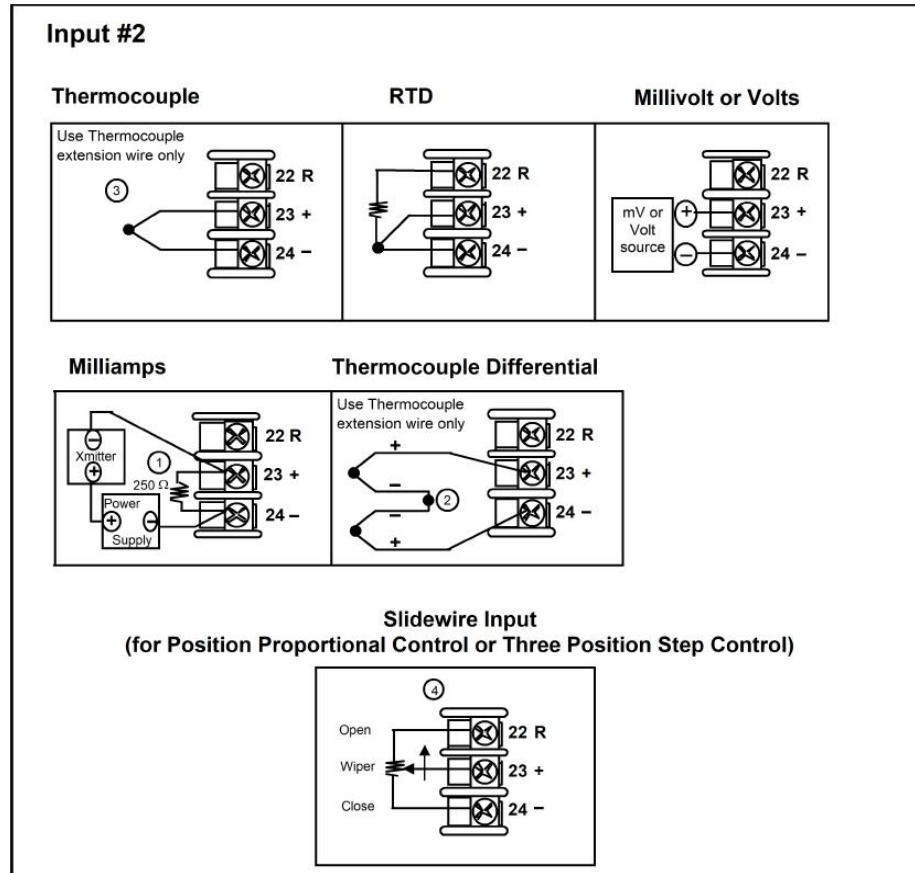 Input #2
Thermocouple
RTD
Millivolt or Volts
Use Thermocouple
extension wire only
3
22 R
23 +
24 –
22 R
23 +
24 –
mV or
Volt
source
+
–
22 R
23 +
24 –
Milliamps
Thermocouple Differential
–
Xmitter
+
1
250 Ω
Power
+ –
Supply
22 R
23 +
24 –
Use Thermocouple
extension wire only
+
–
2
–
+
22 R
23 +
24 –
Slidewire Input
(for Position Proportional Control or Three Position Step Control)
4
Open
Wiper
Close
22 R
23 +
24 –